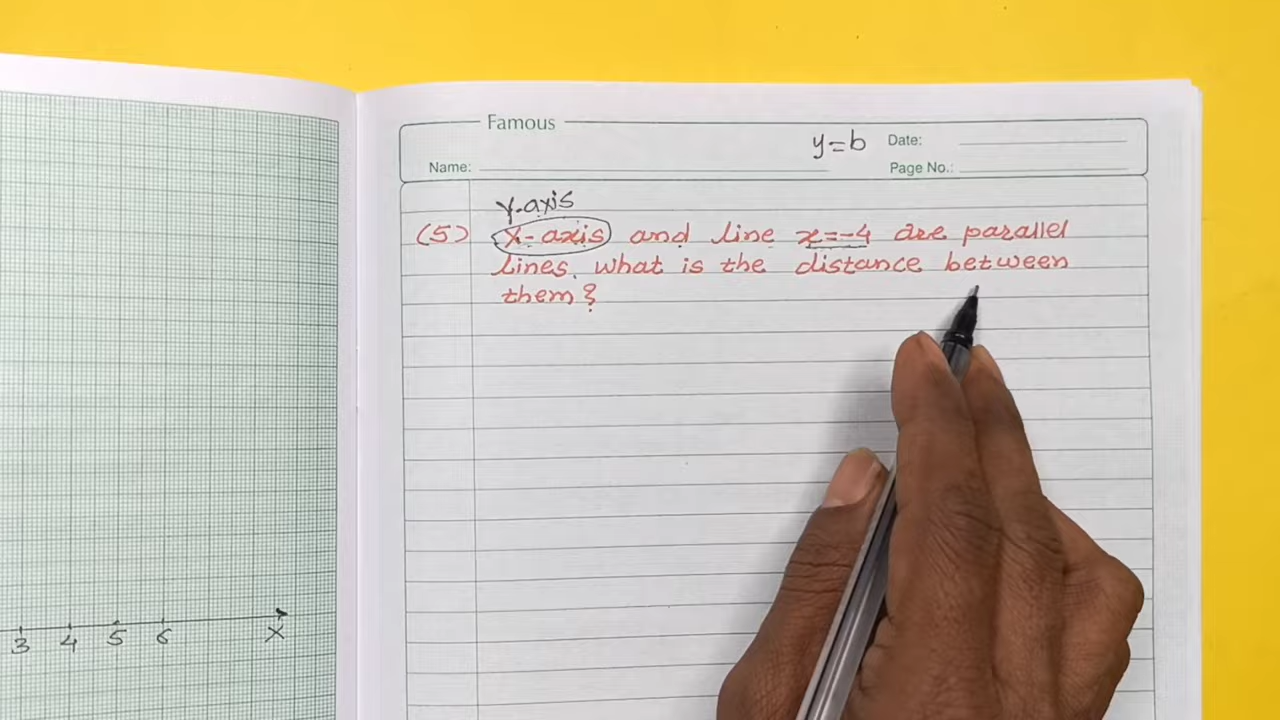 Famous
y=b
Date:
Name:
Page No.:
Y-axis
(5) X-axis and line x=-4 are parallel
lines. What is the distance between
them?
3 4 5 6 X